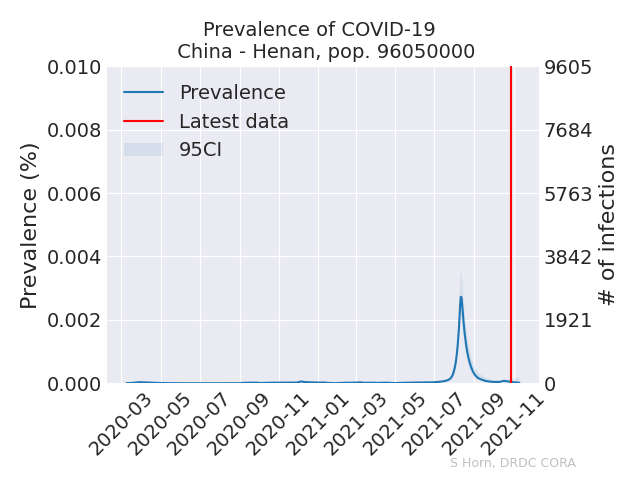 Prevalence of COVID-19
China - Henan, pop. 96050000
Prevalence
Latest data
95CI
Prevalence (%)
0.010
0.008
0.006
0.004
0.002
0.000
9605
7684
5763
3842
1921
0
# of infections
2020-03
2020-05
2020-07
2020-09
2020-11
2021-01
2021-03
2021-05
2021-07
2021-09
2021-11
S Horn, DRDC CORA